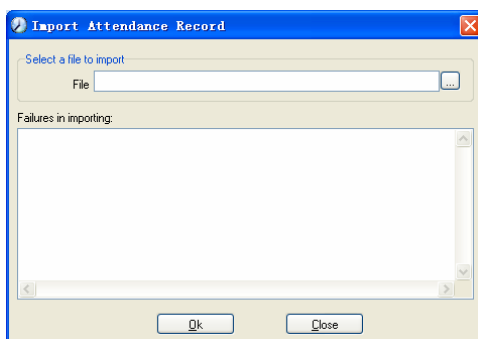 Import Attendance Record
Select a file to import
File
...
Failures in importing:
Ok
Close